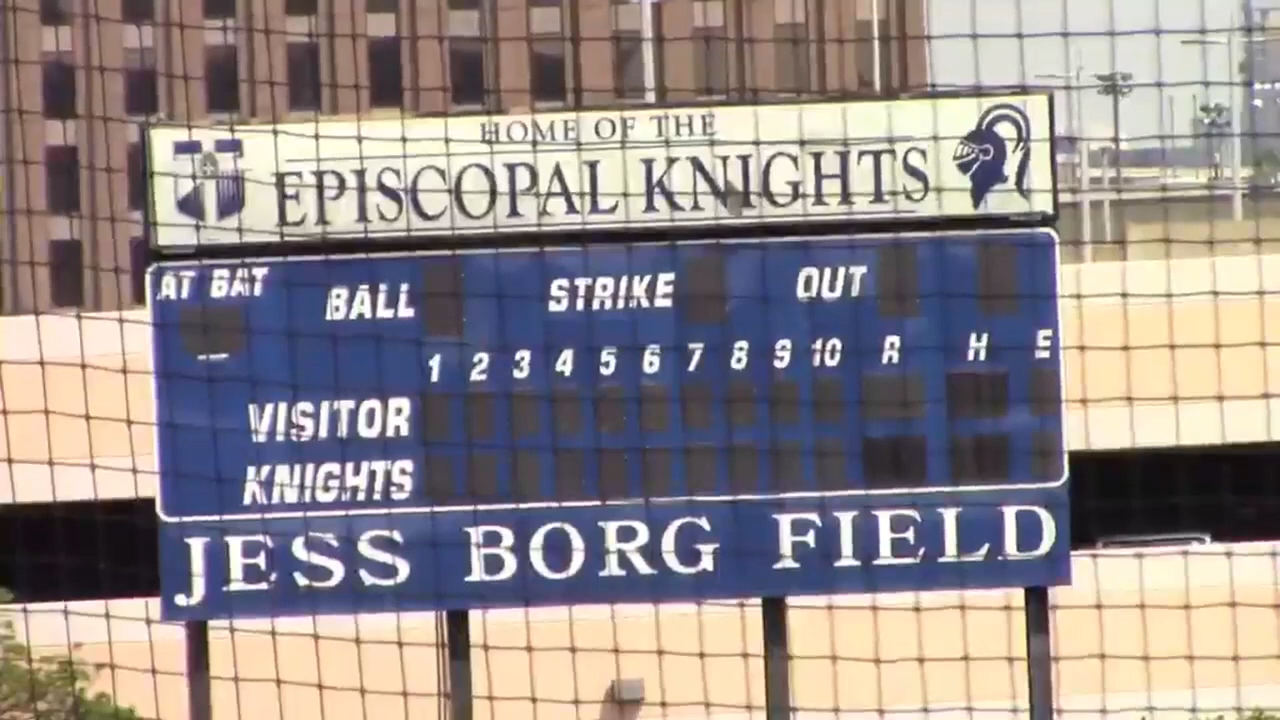 HOME OF THE
EPISCOPAL KNIGHTS
AT BAT BALL STRIKE OUT
1 2 3 4 5 6 7 8 9 10 R H E
VISITOR
KNIGHTS
JESS BORG FIELD